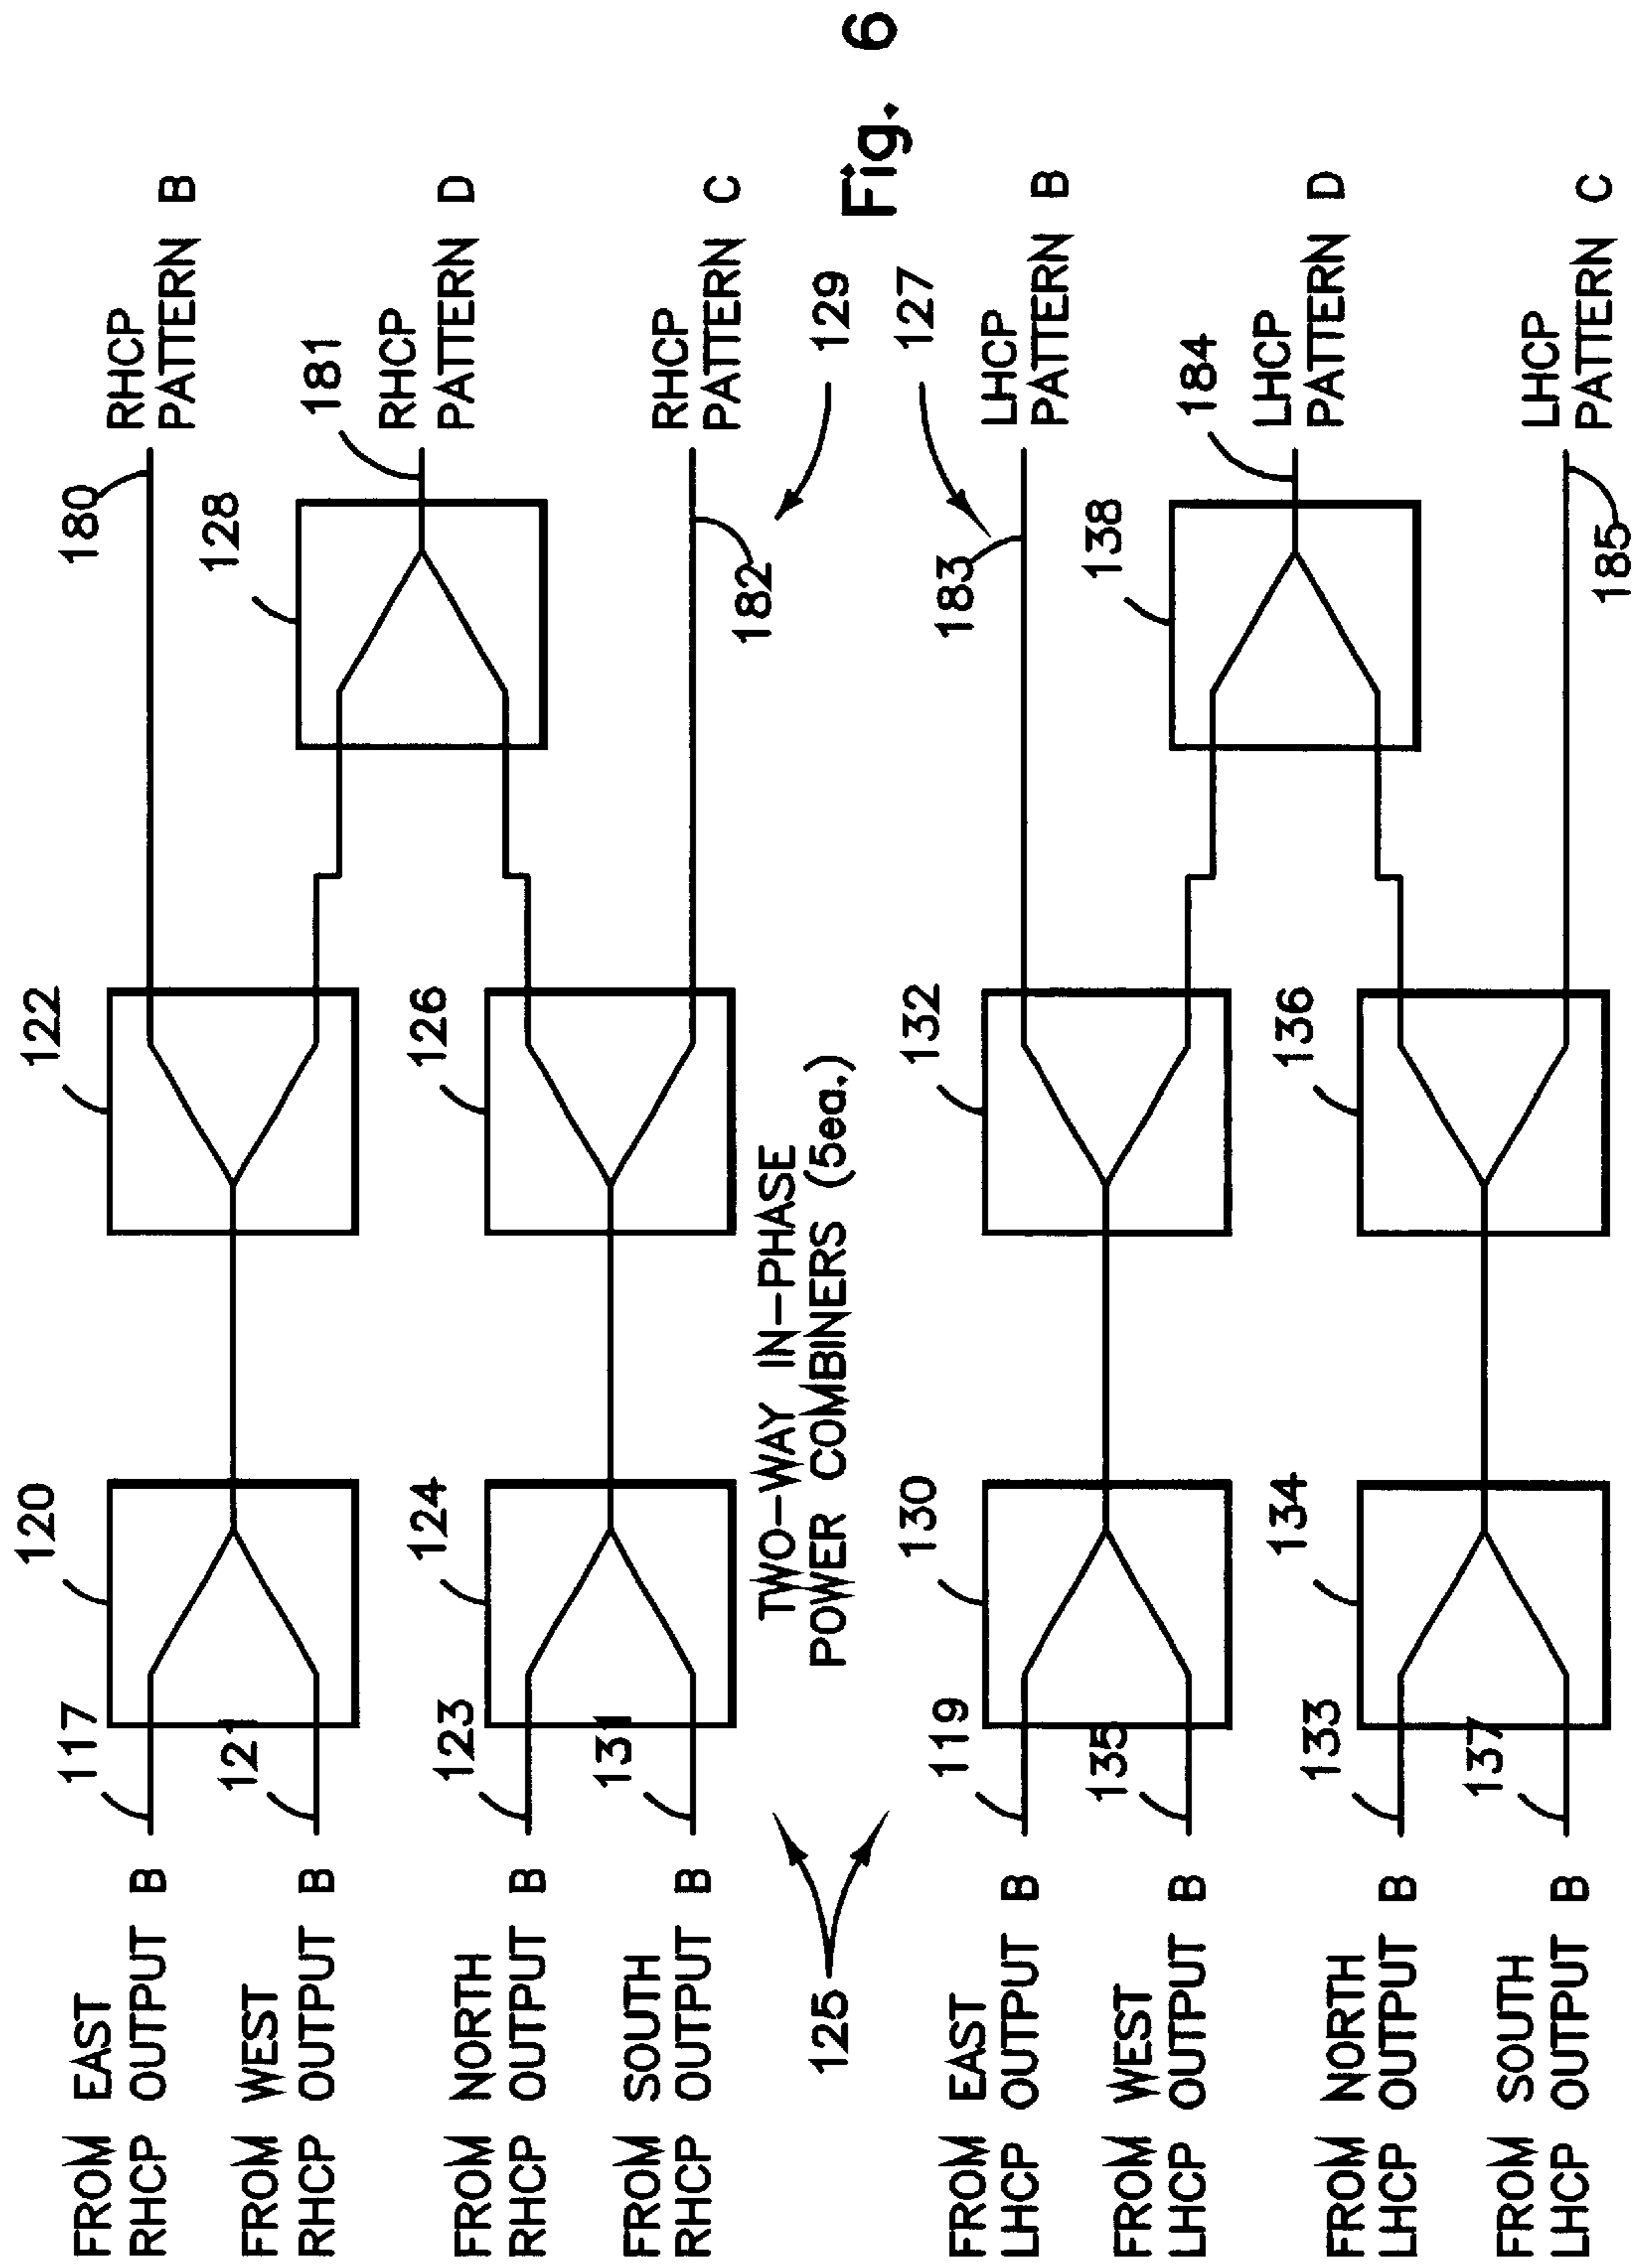 FROM EAST
RHCP OUTPUT B
117
120
122
180
RHCP
PATTERN B
FROM WEST
RHCP OUTPUT B
121
128
181
RHCP
PATTERN D
FROM NORTH
RHCP OUTPUT B
123
124
126
FROM SOUTH
RHCP OUTPUT B
131
182
RHCP
PATTERN C
125
TWO-WAY IN-PHASE
POWER COMBINERS (5ea.)
129
127
Fig. 6
FROM EAST
LHCP OUTPUT B
119
130
132
183
LHCP
PATTERN B
FROM WEST
LHCP OUTPUT B
135
138
184
LHCP
PATTERN D
FROM NORTH
LHCP OUTPUT B
133
134
136
FROM SOUTH
LHCP OUTPUT B
137
185
LHCP
PATTERN C